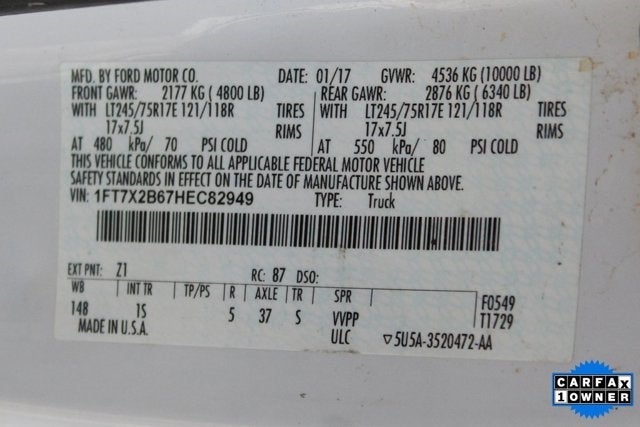 MFD. BY FORD MOTOR CO. DATE: 01/17 GVWR: 4536 KG (10000 LB)
FRONT GAWR: 2177 KG ( 4800 LB) REAR GAWR: 2876 KG ( 6340 LB)
WITH LT245/75R17E 121/118R TIRES WITH LT245/75R17E 121/118R TIRES
17x7.5J RIMS 17x7.5J RIMS
AT 480 kPa/ 70 PSI COLD AT 550 kPa/ 80 PSI COLD
THIS VEHICLE CONFORMS TO ALL APPLICABLE FEDERAL MOTOR VEHICLE
SAFETY STANDARDS IN EFFECT ON THE DATE OF MANUFACTURE SHOWN ABOVE.
VIN: 1FT7X2B67HEC82949 TYPE: Truck
EXT PNT: Z1 RC: 87 DSO:
WB INT TR TP/PS R AXLE TR SPR F0549
148 1S 5 37 S VVPP T1729
MADE IN U.S.A. ULC ▽5U5A-3520472-AA
CARFAX
1 OWNER